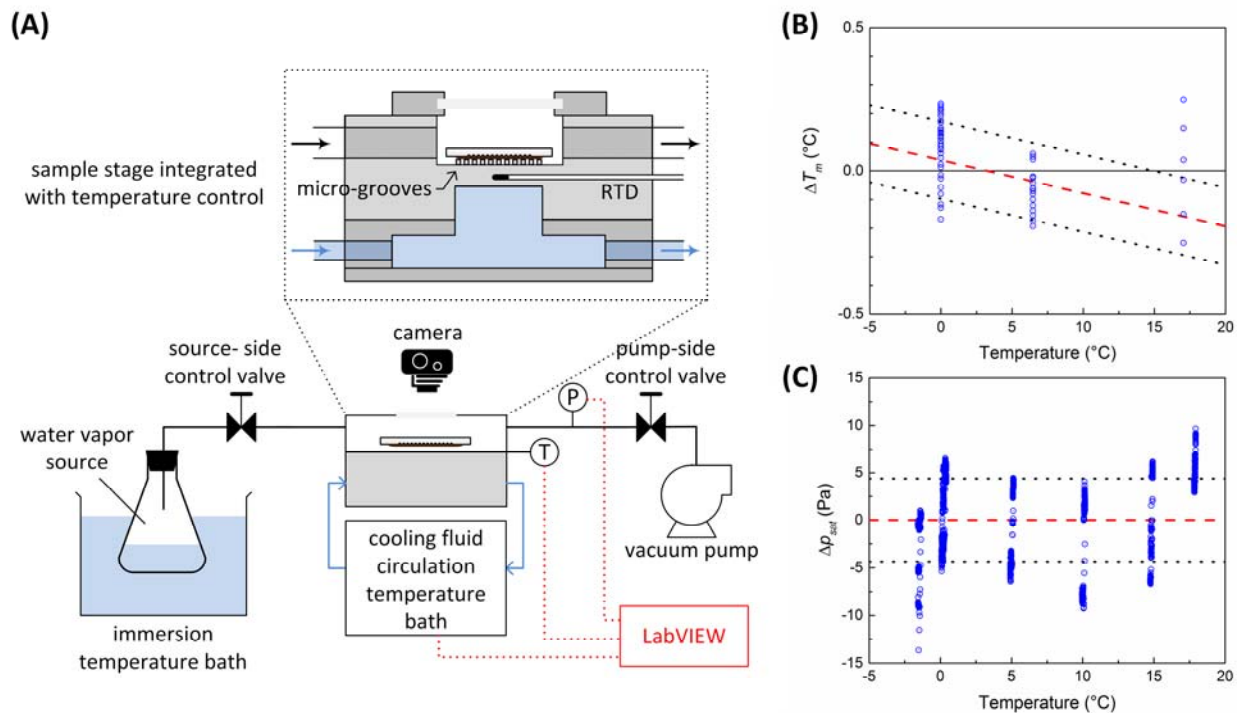 (A)
sample stage integrated
with temperature control
micro-grooves
RTD
camera
source- side
control valve
pump-side
control valve
water vapor
source
P
T
vacuum pump
cooling fluid
circulation
temperature
bath
immersion
temperature bath
LabVIEW
(B)
0.5
0.0
-0.5
ΔTm (°C)
-5 0 5 10 15 20
Temperature (°C)
(C)
15
10
5
0
-5
-10
-15
Δpsat (Pa)
-5 0 5 10 15 20
Temperature (°C)